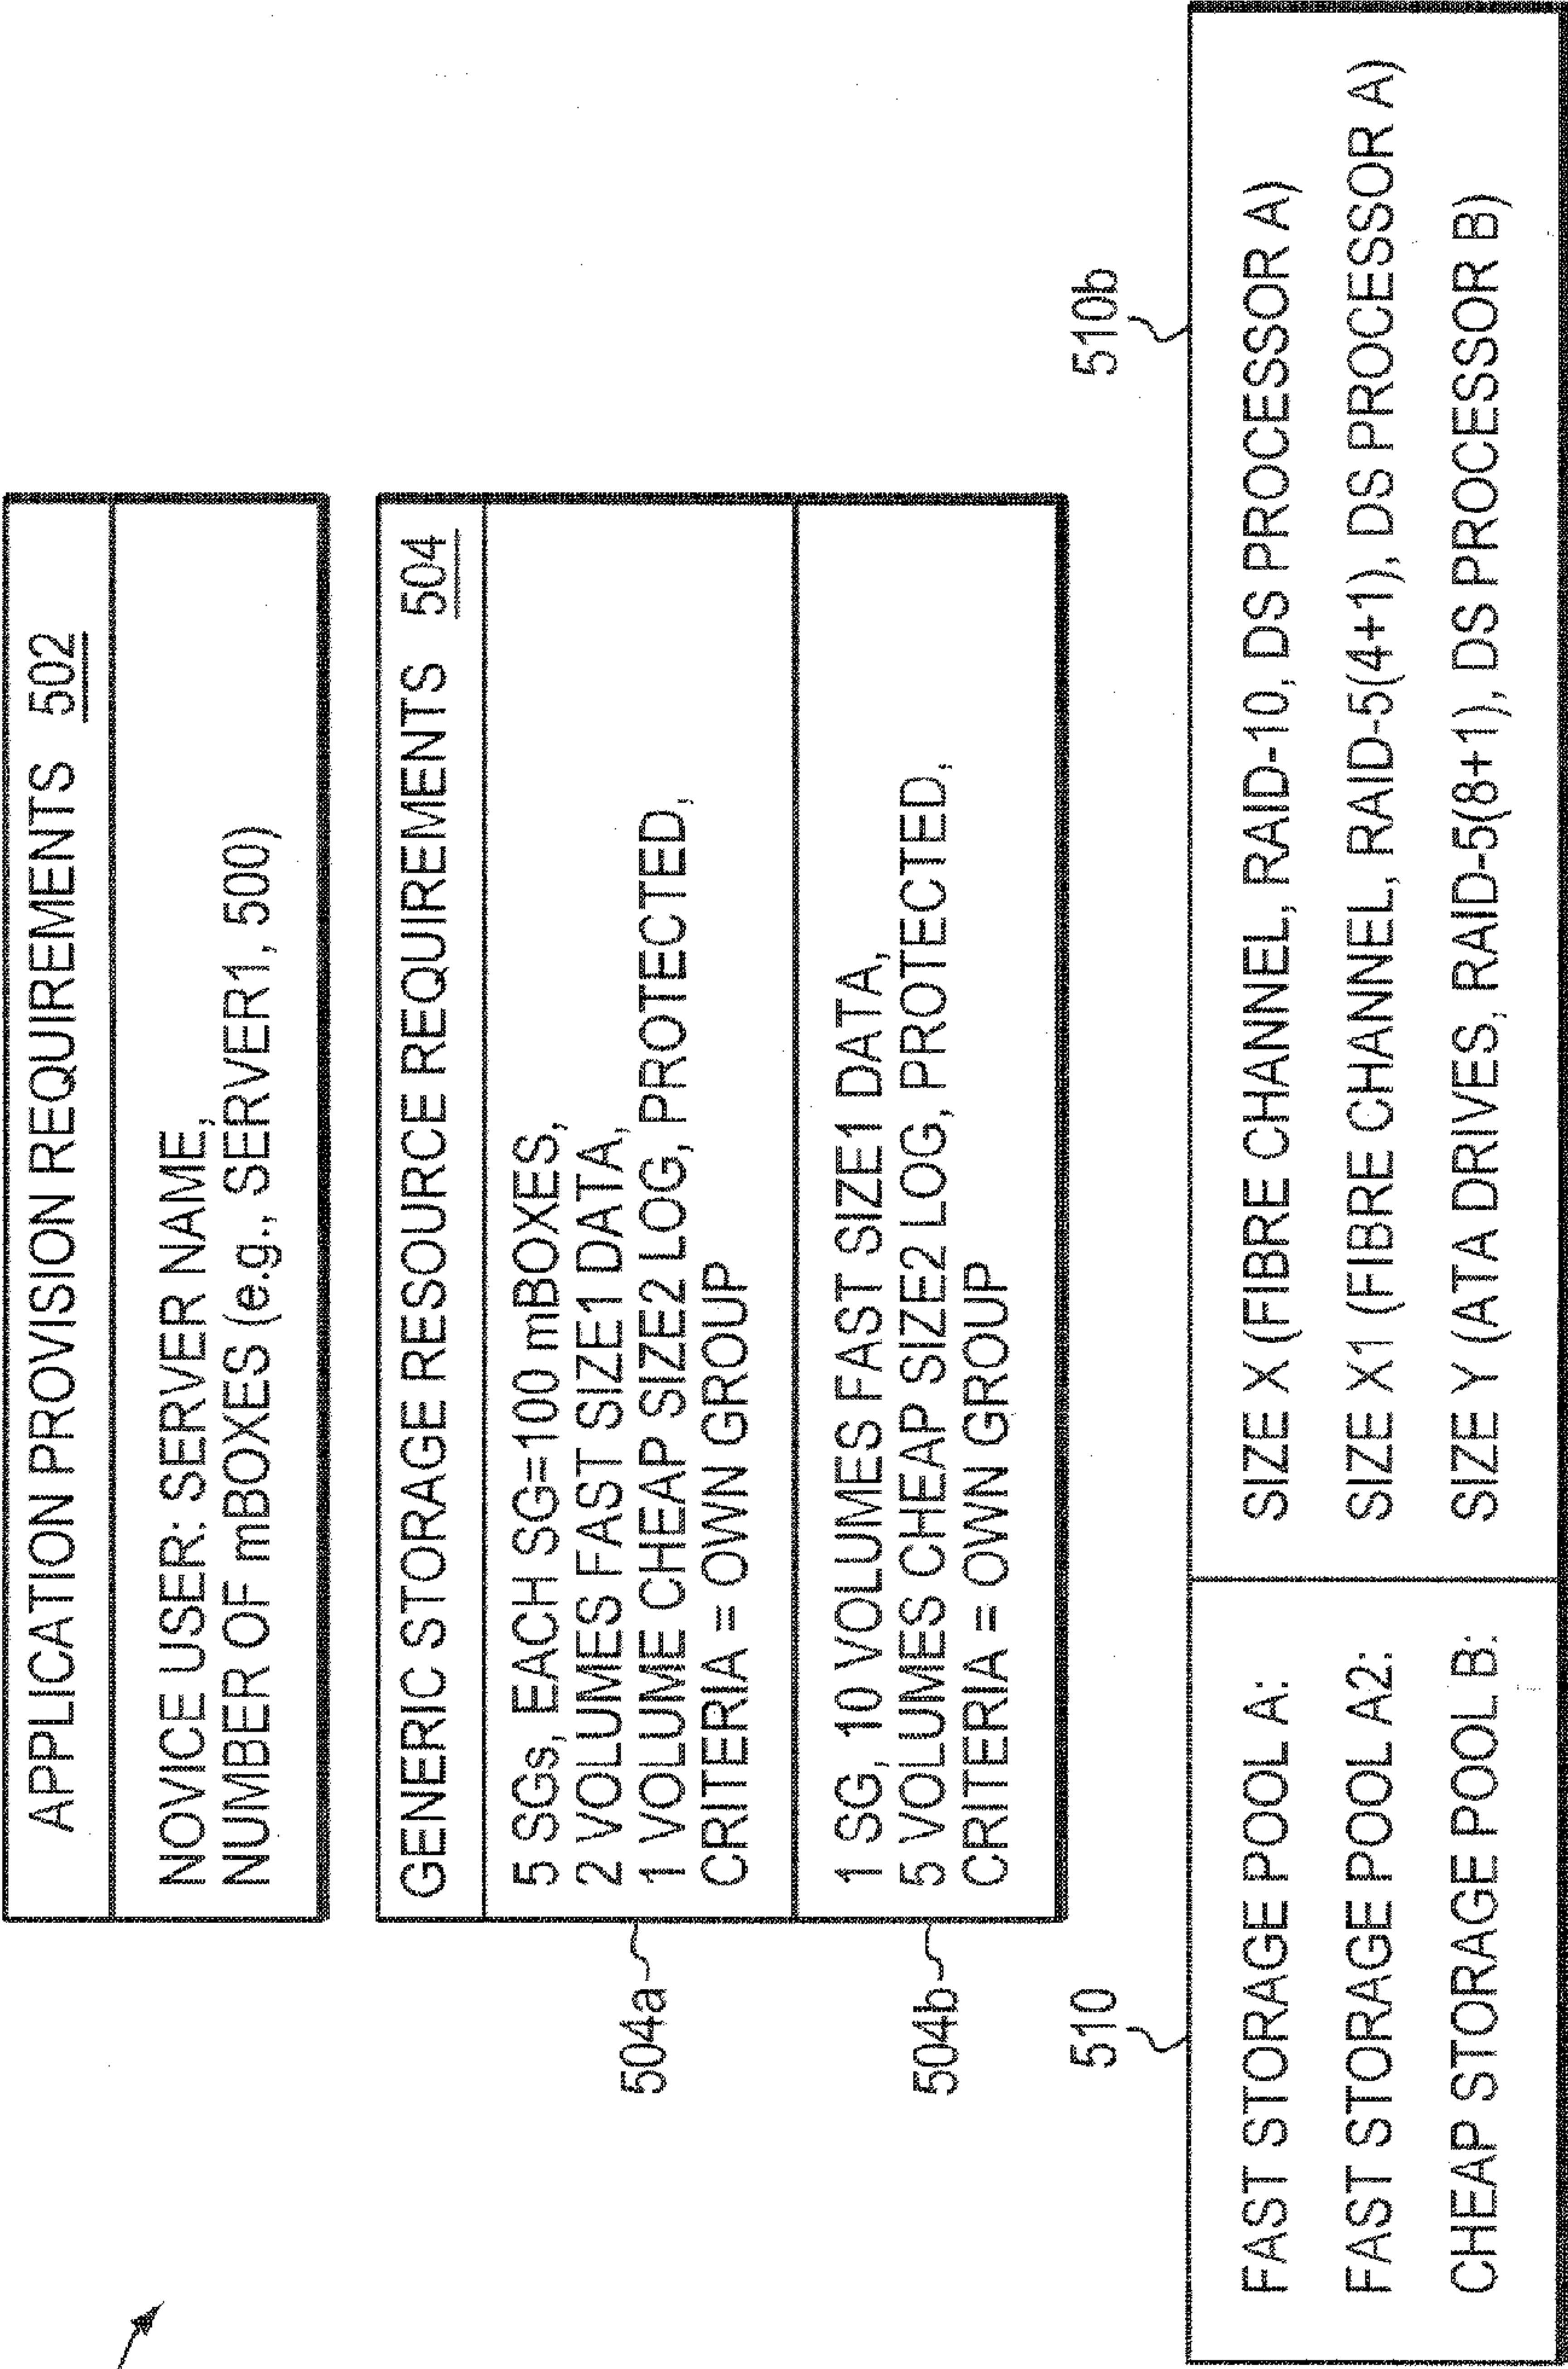 APPLICATION PROVISION REQUIREMENTS 502
NOVICE USER: SERVER NAME,
NUMBER OF mBOXES (e.g., SERVER1, 500)
GENERIC STORAGE RESOURCE REQUIREMENTS 504
504a
5 SGs, EACH SG=100 mBOXES,
2 VOLUMES FAST SIZE1 DATA,
1 VOLUME CHEAP SIZE2 LOG, PROTECTED,
CRITERIA = OWN GROUP
504b
1 SG, 10 VOLUMES FAST SIZE1 DATA,
5 VOLUMES CHEAP SIZE2 LOG, PROTECTED,
CRITERIA = OWN GROUP
510
510b
FAST STORAGE POOL A: SIZE X (FIBRE CHANNEL, RAID-10, DS PROCESSOR A)
FAST STORAGE POOL A2: SIZE X1 (FIBRE CHANNEL, RAID-5(4+1), DS PROCESSOR A)
CHEAP STORAGE POOL B: SIZE Y (ATA DRIVES, RAID-5(8+1), DS PROCESSOR B)